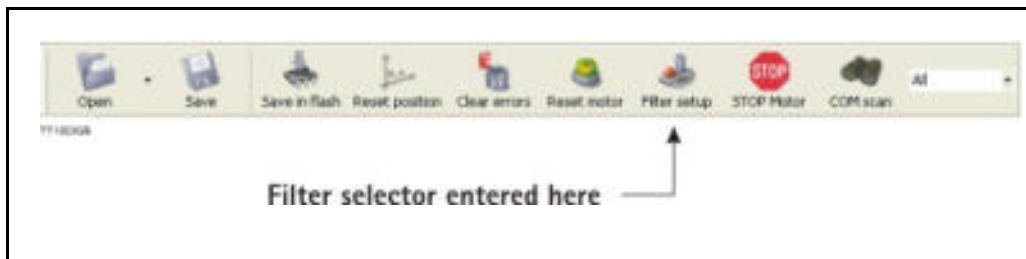 All
Open Save Save in flash Reset position Clear errors Reset motor Filter setup STOP Motor COM scan
STOP
Filter selector entered here